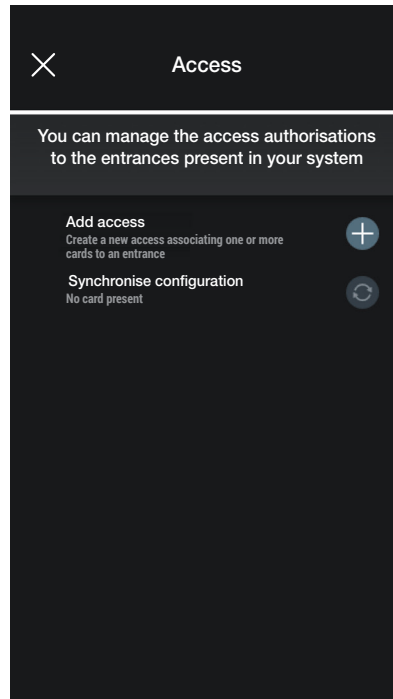 Access
You can manage the access authorisations
to the entrances present in your system
Add access
Create a new access associating one or more
cards to an entrance
Synchronise configuration
No card present